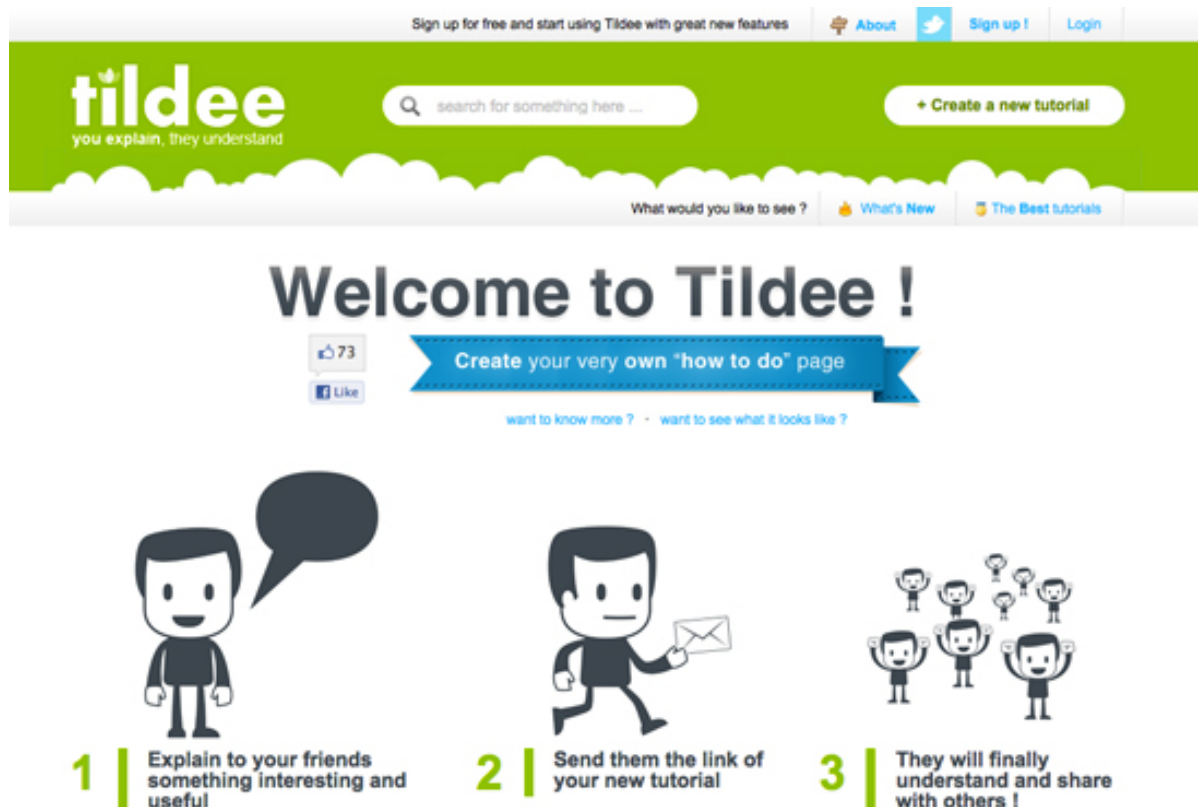 Sign up for free and start using Tildee with great new features About Sign up ! Login
tildee
you explain, they understand
search for something here ...
+ Create a new tutorial
What would you like to see ? What's New The Best tutorials
Welcome to Tildee !
73
Like
Create your very own "how to do" page
want to know more ? - want to see what it looks like ?
1
Explain to your friends
something interesting and
useful
2
Send them the link of
your new tutorial
3
They will finally
understand and share
with others !